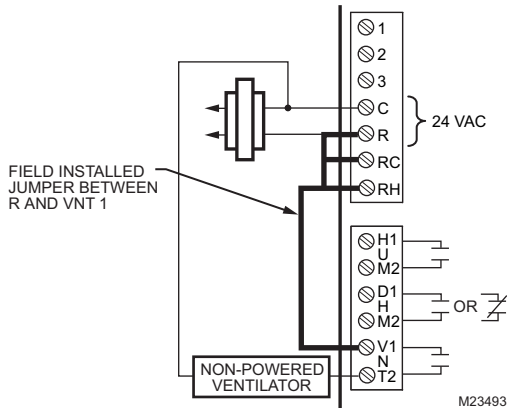 1
2
3
C
R
24 VAC
RC
RH
FIELD INSTALLED
JUMPER BETWEEN
R AND VNT 1
H1
U
M2
D1
H
M2
OR
V1
N
T2
NON-POWERED
VENTILATOR
M23493